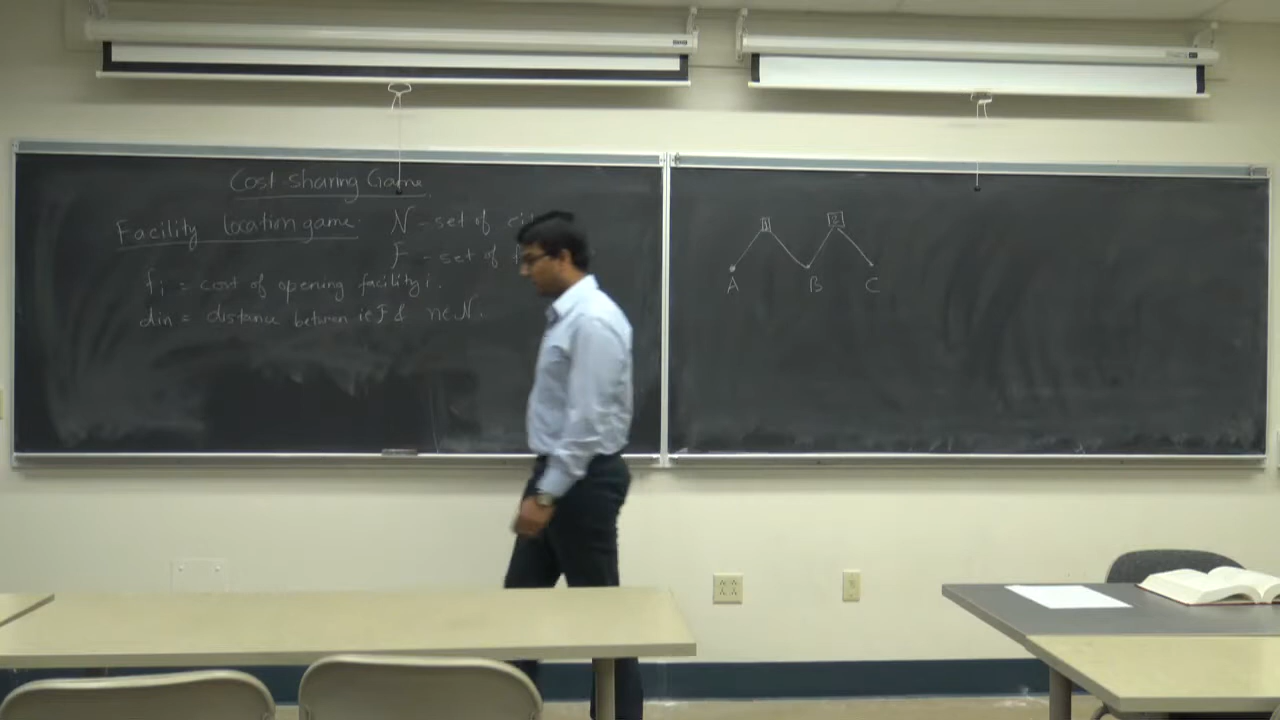 Cost-Sharing Game
Facility location game: N - set of
F - set of
fi = cost of opening facility i.
din = distance between i∈F & n∈N.
1 2
A B C